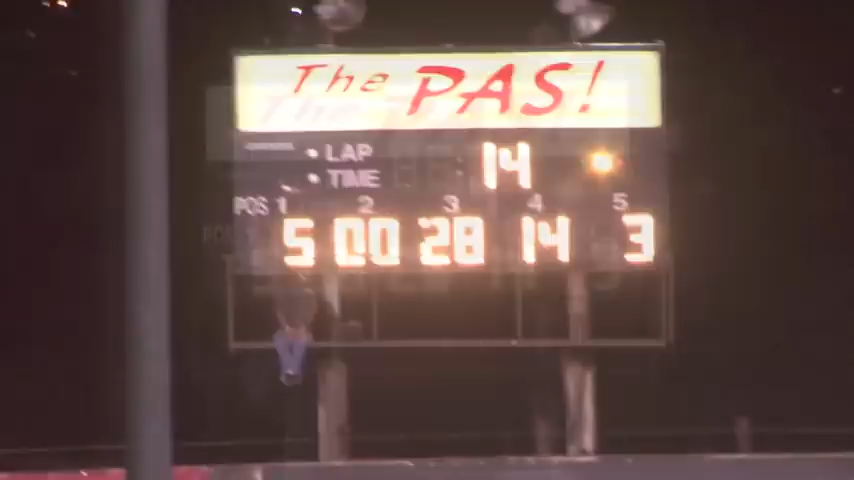 The PAS!
LAP 14
TIME
POS 1 2 3 4 5
5 00 28 14 3